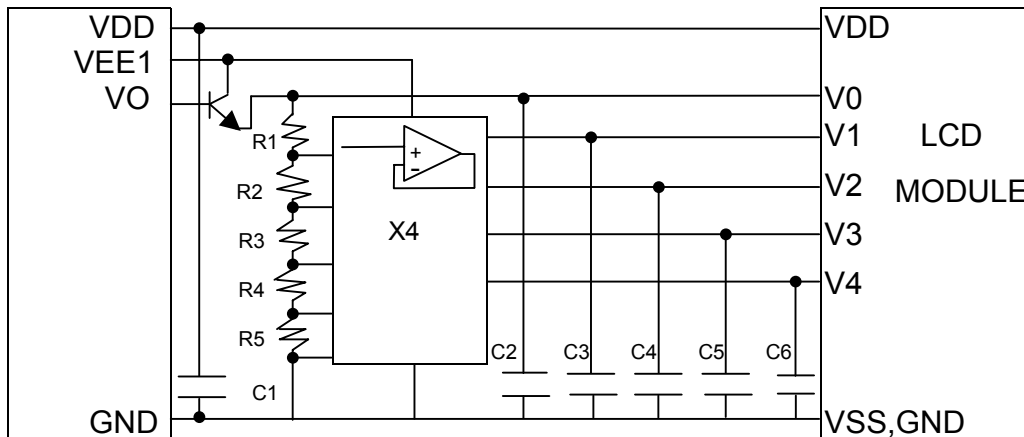 VDD
VEE1
VO
GND
R1
R2
R3
R4
R5
C1
+
-
X4
C2
C3
C4
C5
C6
VDD
V0
V1
V2
V3
V4
VSS,GND
LCD
MODULE